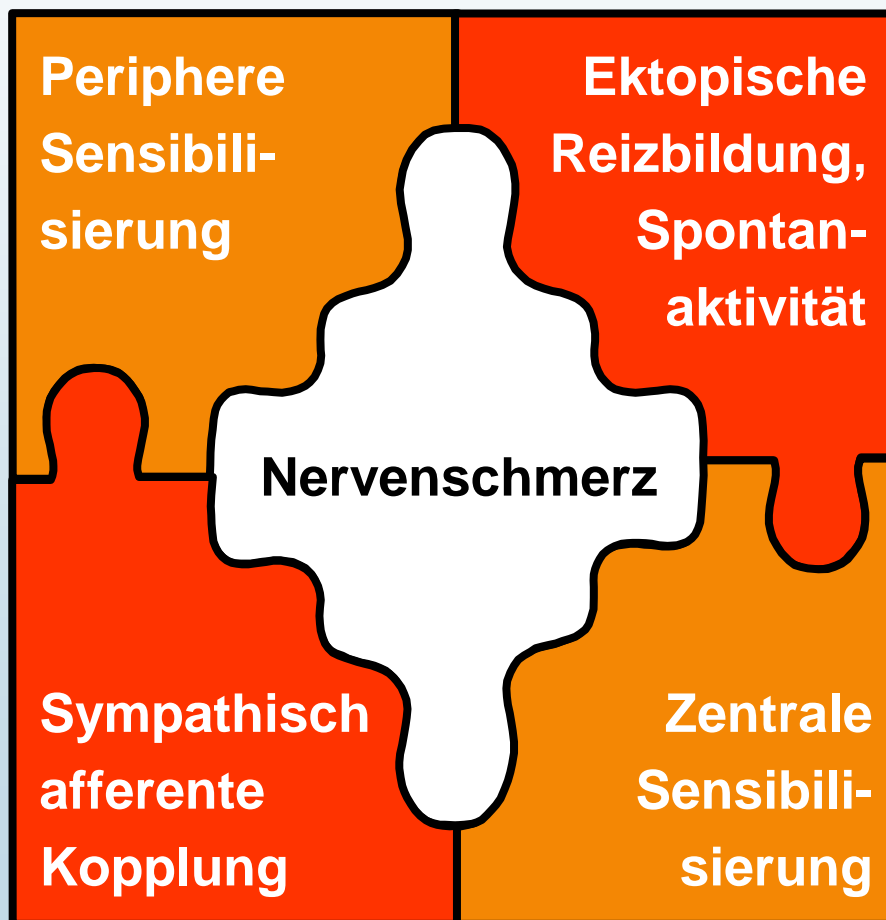 Periphere
Sensibili-
sierung
Ektopische
Reizbildung,
Spontan-
aktivität
Nervenschmerz
Sympathisch
afferente
Kopplung
Zentrale
Sensibili-
sierung